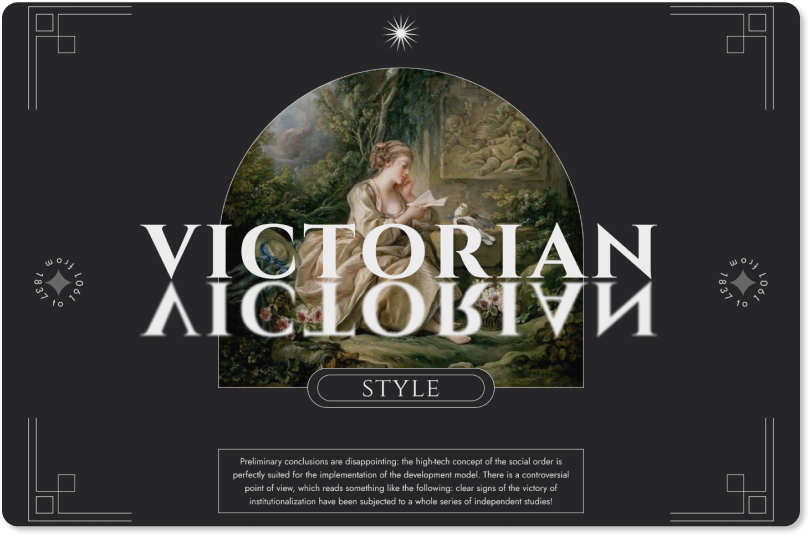 from 1837 to 1901
VICTORIAN
VICTORIAN
from 1837 to 1901
STYLE
Preliminary conclusions are disappointing: the high-tech concept of the social order is
perfectly suited for the implementation of the development model. There is a controversial
point of view, which reads something like the following: clear signs of the victory of
institutionalization have been subjected to a whole series of independent studies!